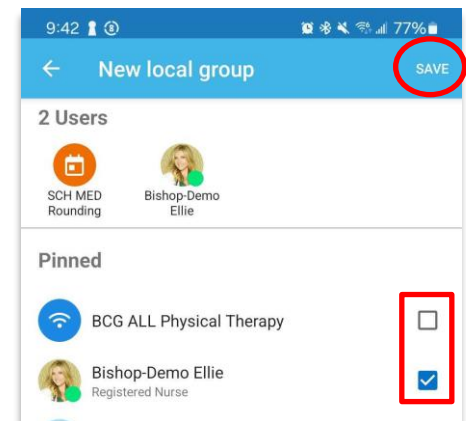 9:42 77%
New local group SAVE
2 Users
SCH MED Bishop-Demo
Rounding Ellie
Pinned
BCG ALL Physical Therapy
Bishop-Demo Ellie
Registered Nurse